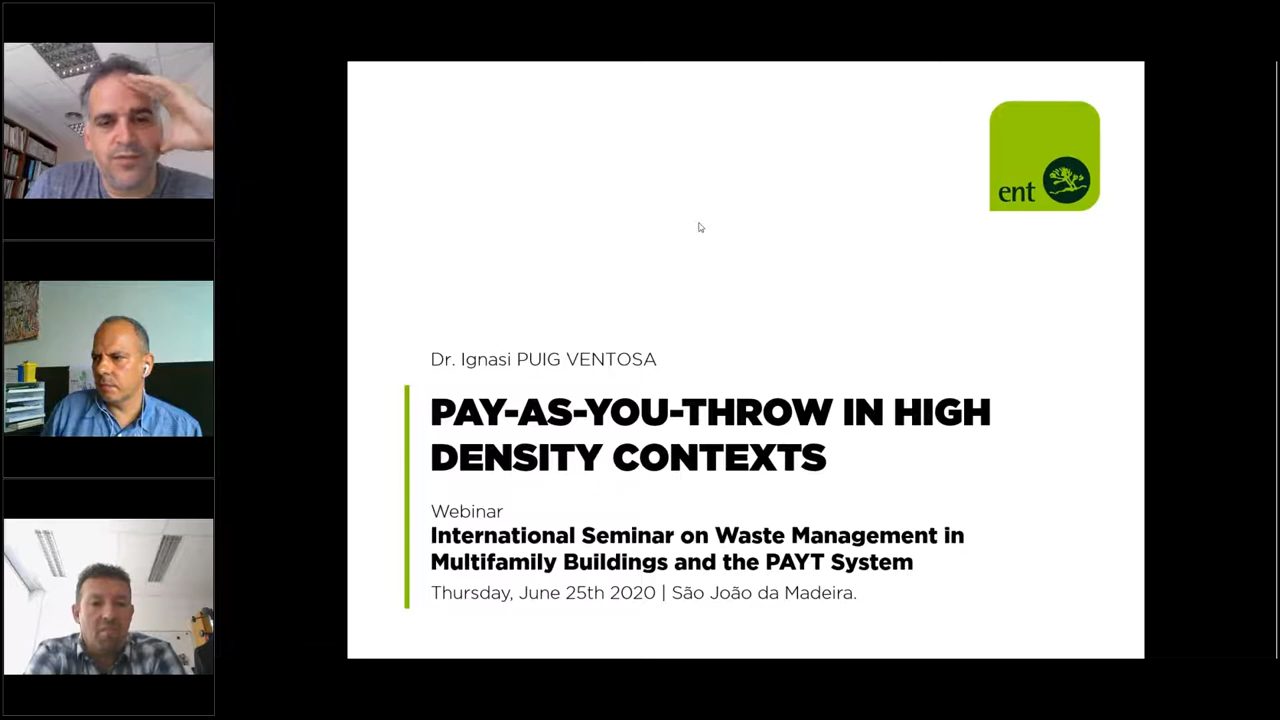 ent
Dr. Ignasi PUIG VENTOSA
PAY-AS-YOU-THROW IN HIGH
DENSITY CONTEXTS
Webinar
International Seminar on Waste Management in
Multifamily Buildings and the PAYT System
Thursday, June 25th 2020 | São João da Madeira.